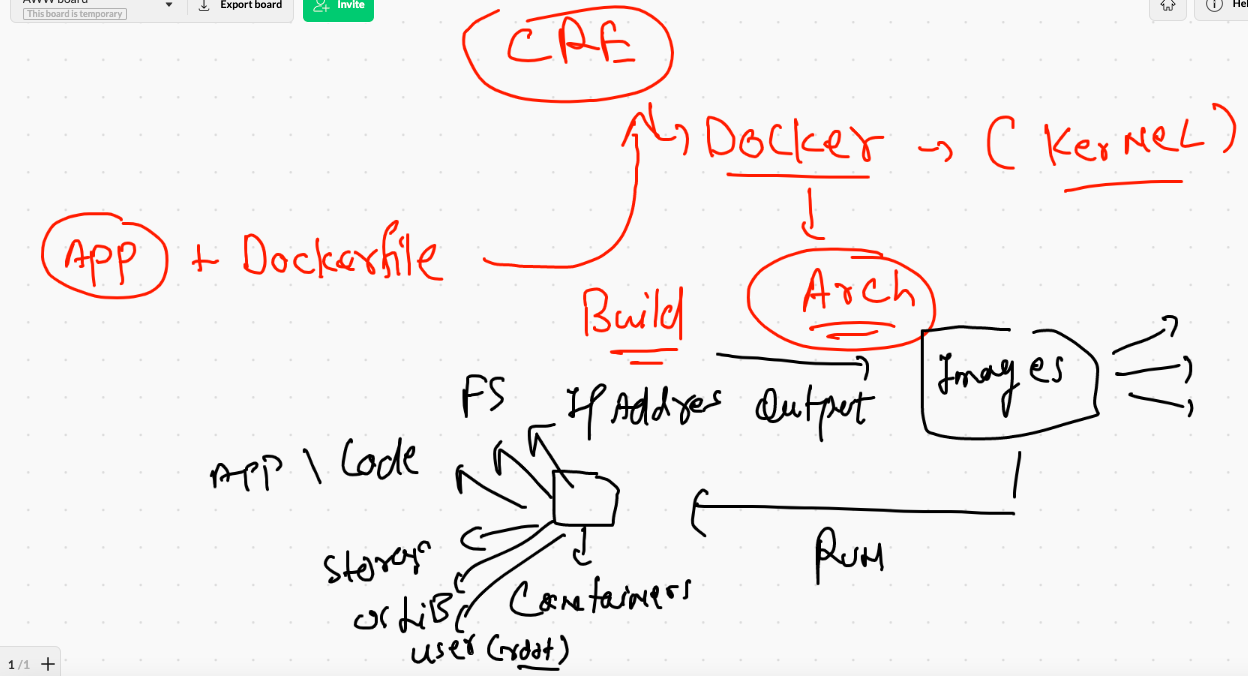 AWW board
This board is temporary
Export board
Invite
Hel
CRE
Docker → (KerNeL)
App + Dockerfile
Arch
Build
Images
FS
IP Addres
Output
APP \ Code
Run
Storage
or LiB
Containers
user (root)
1/1 +